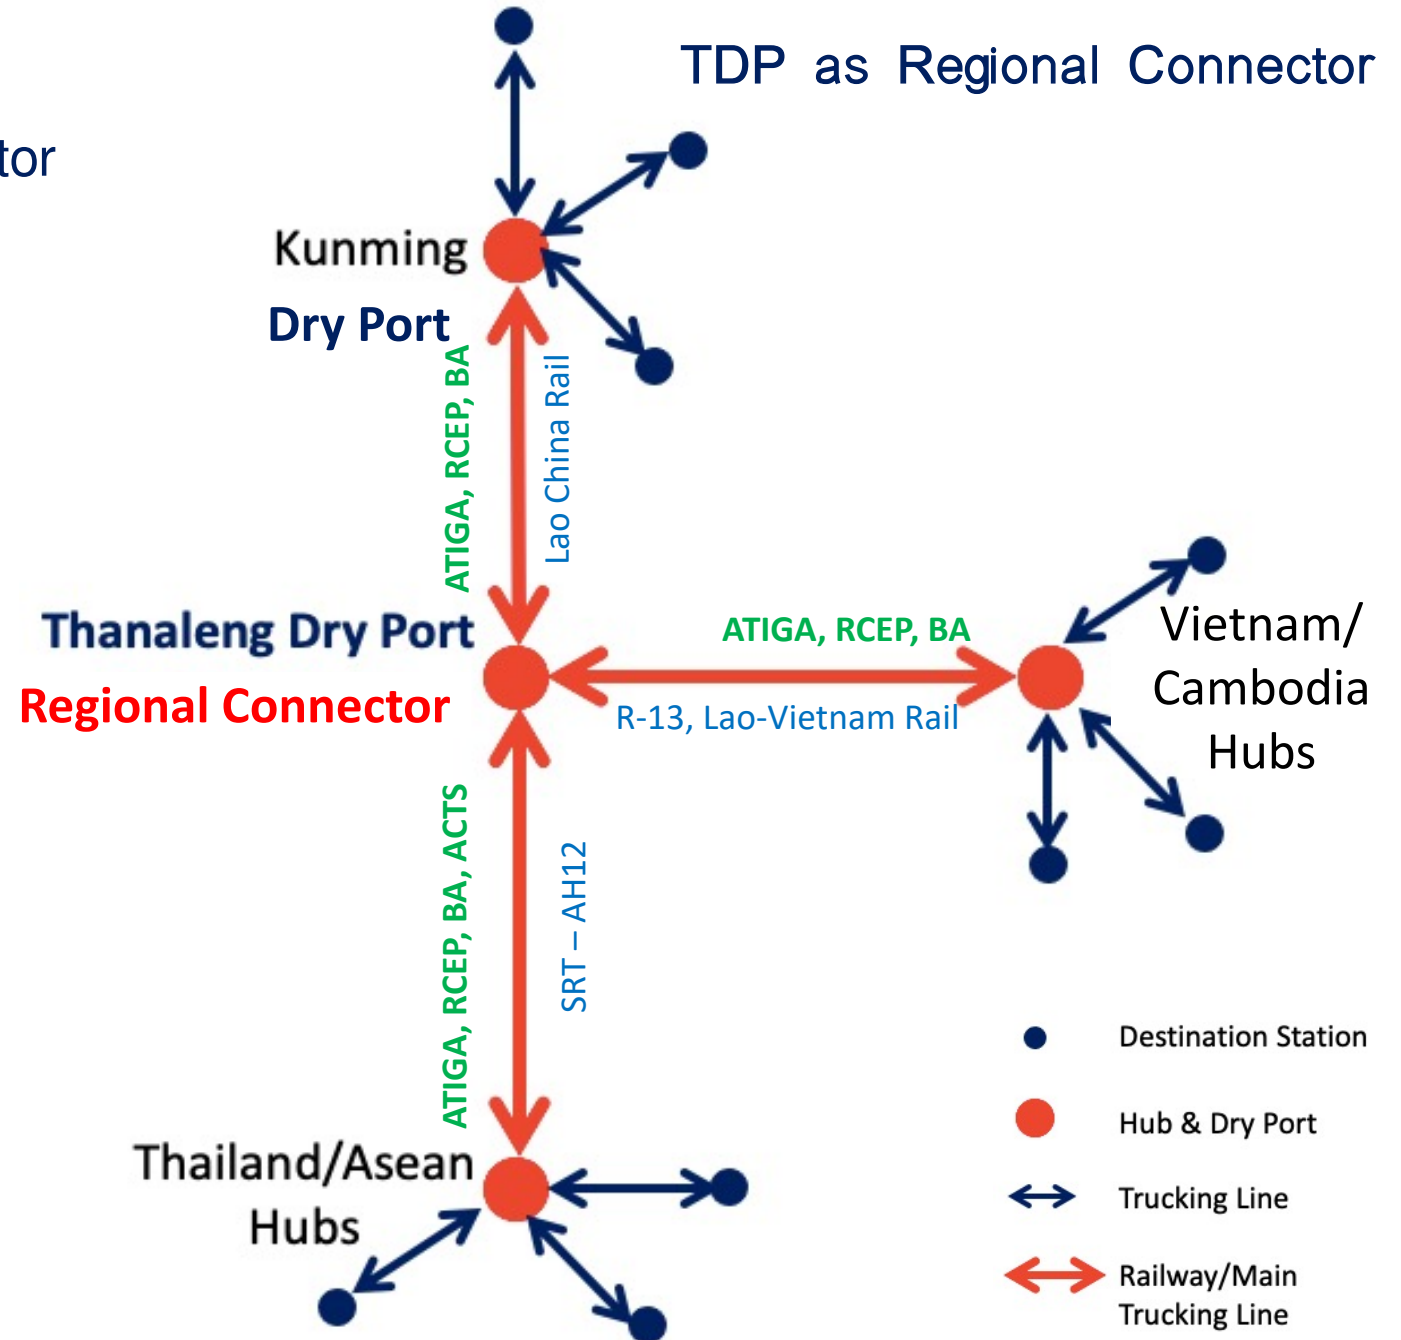 TDP as Regional Connector
tor
Kunming
Dry Port
ATIGA, RCEP, BA
Lao China Rail
Thanaleng Dry Port
Regional Connector
ATIGA, RCEP, BA
R-13, Lao-Vietnam Rail
Vietnam/
Cambodia
Hubs
ATIGA, RCEP, BA, ACTS
SRT – AH12
Thailand/Asean
Hubs
Destination Station
Hub & Dry Port
Trucking Line
Railway/Main
Trucking Line